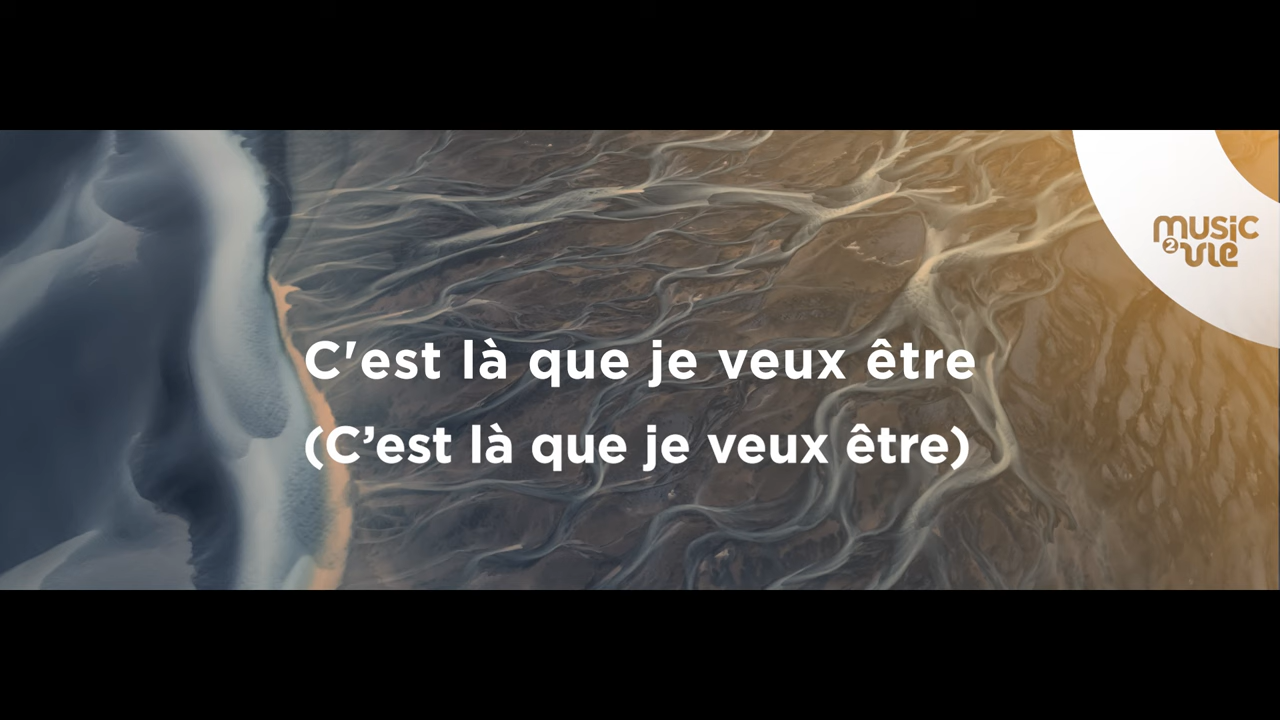 music
2 vie
C'est là que je veux être
(C’est là que je veux être)